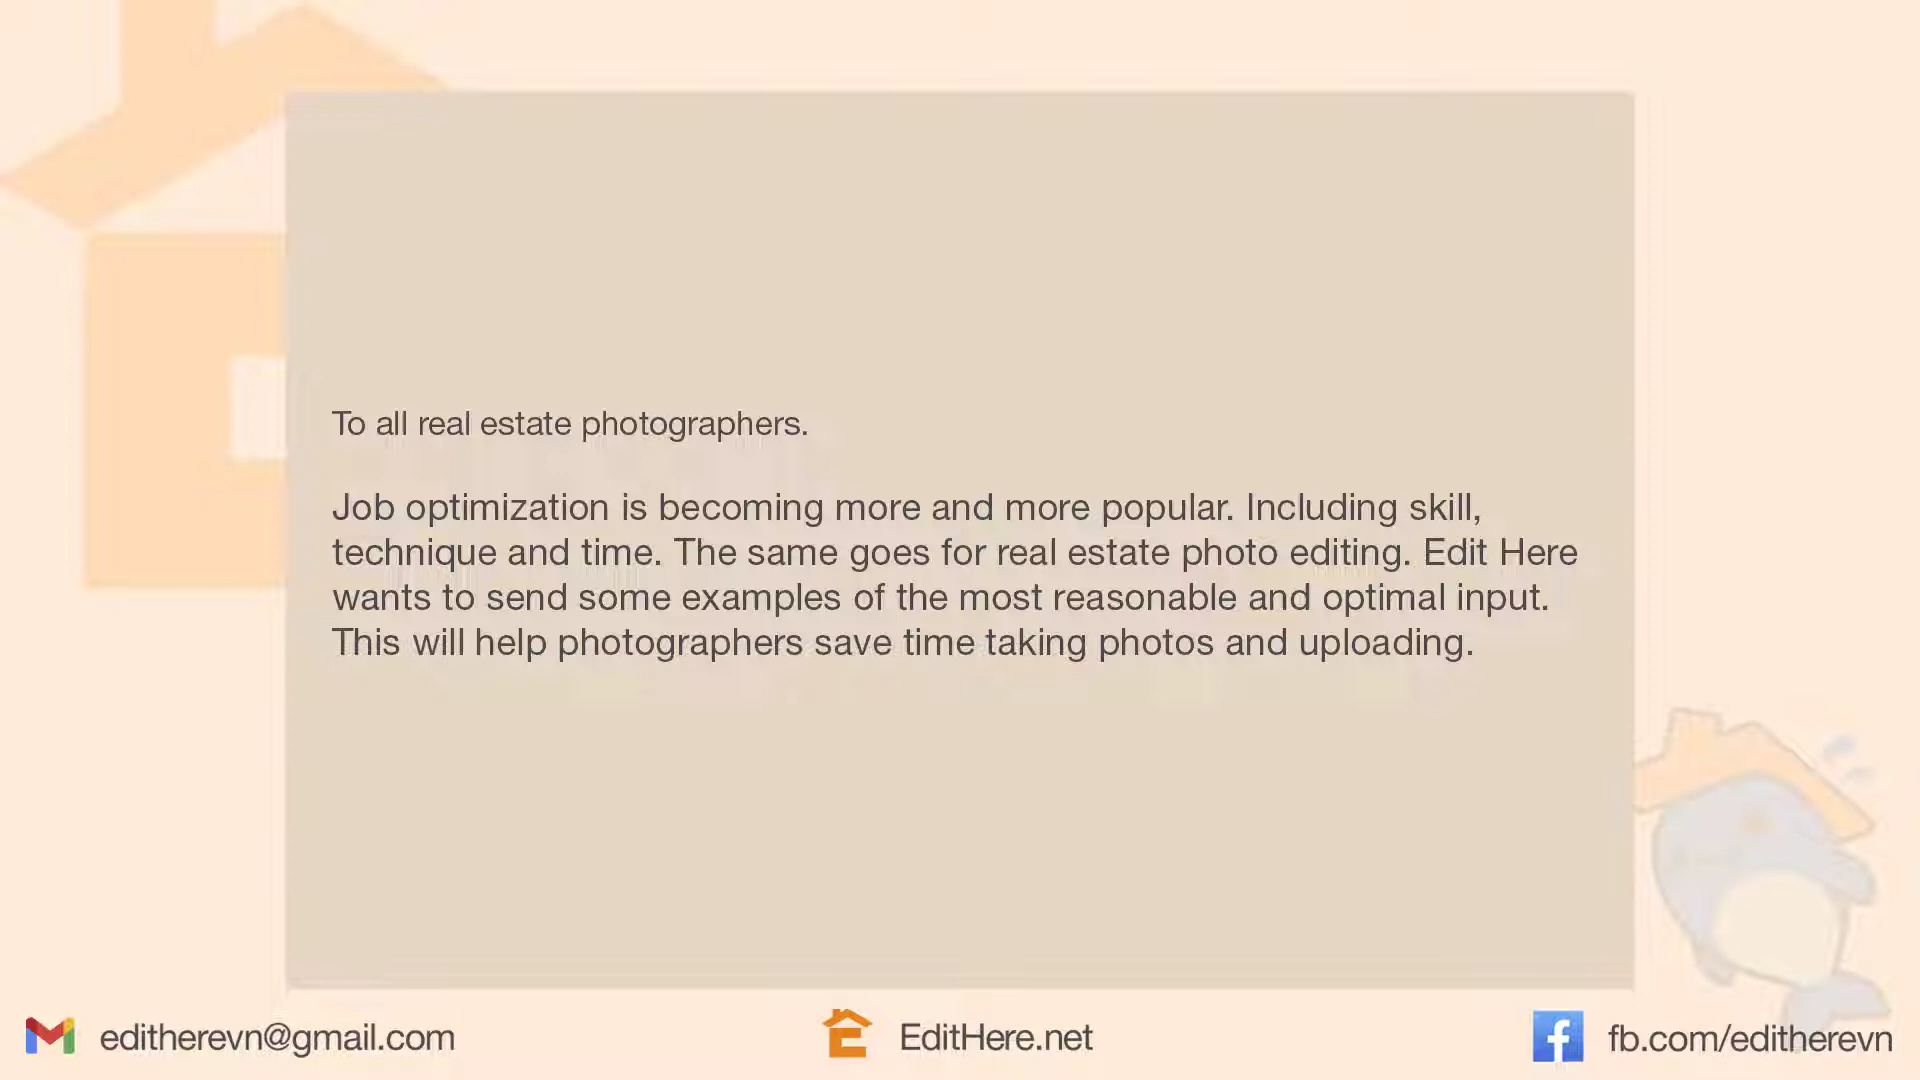 To all real estate photographers.
Job optimization is becoming more and more popular. Including skill,
technique and time. The same goes for real estate photo editing. Edit Here
wants to send some examples of the most reasonable and optimal input.
This will help photographers save time taking photos and uploading.
editherevn@gmail.com
EditHere.net
fb.com/editherevn